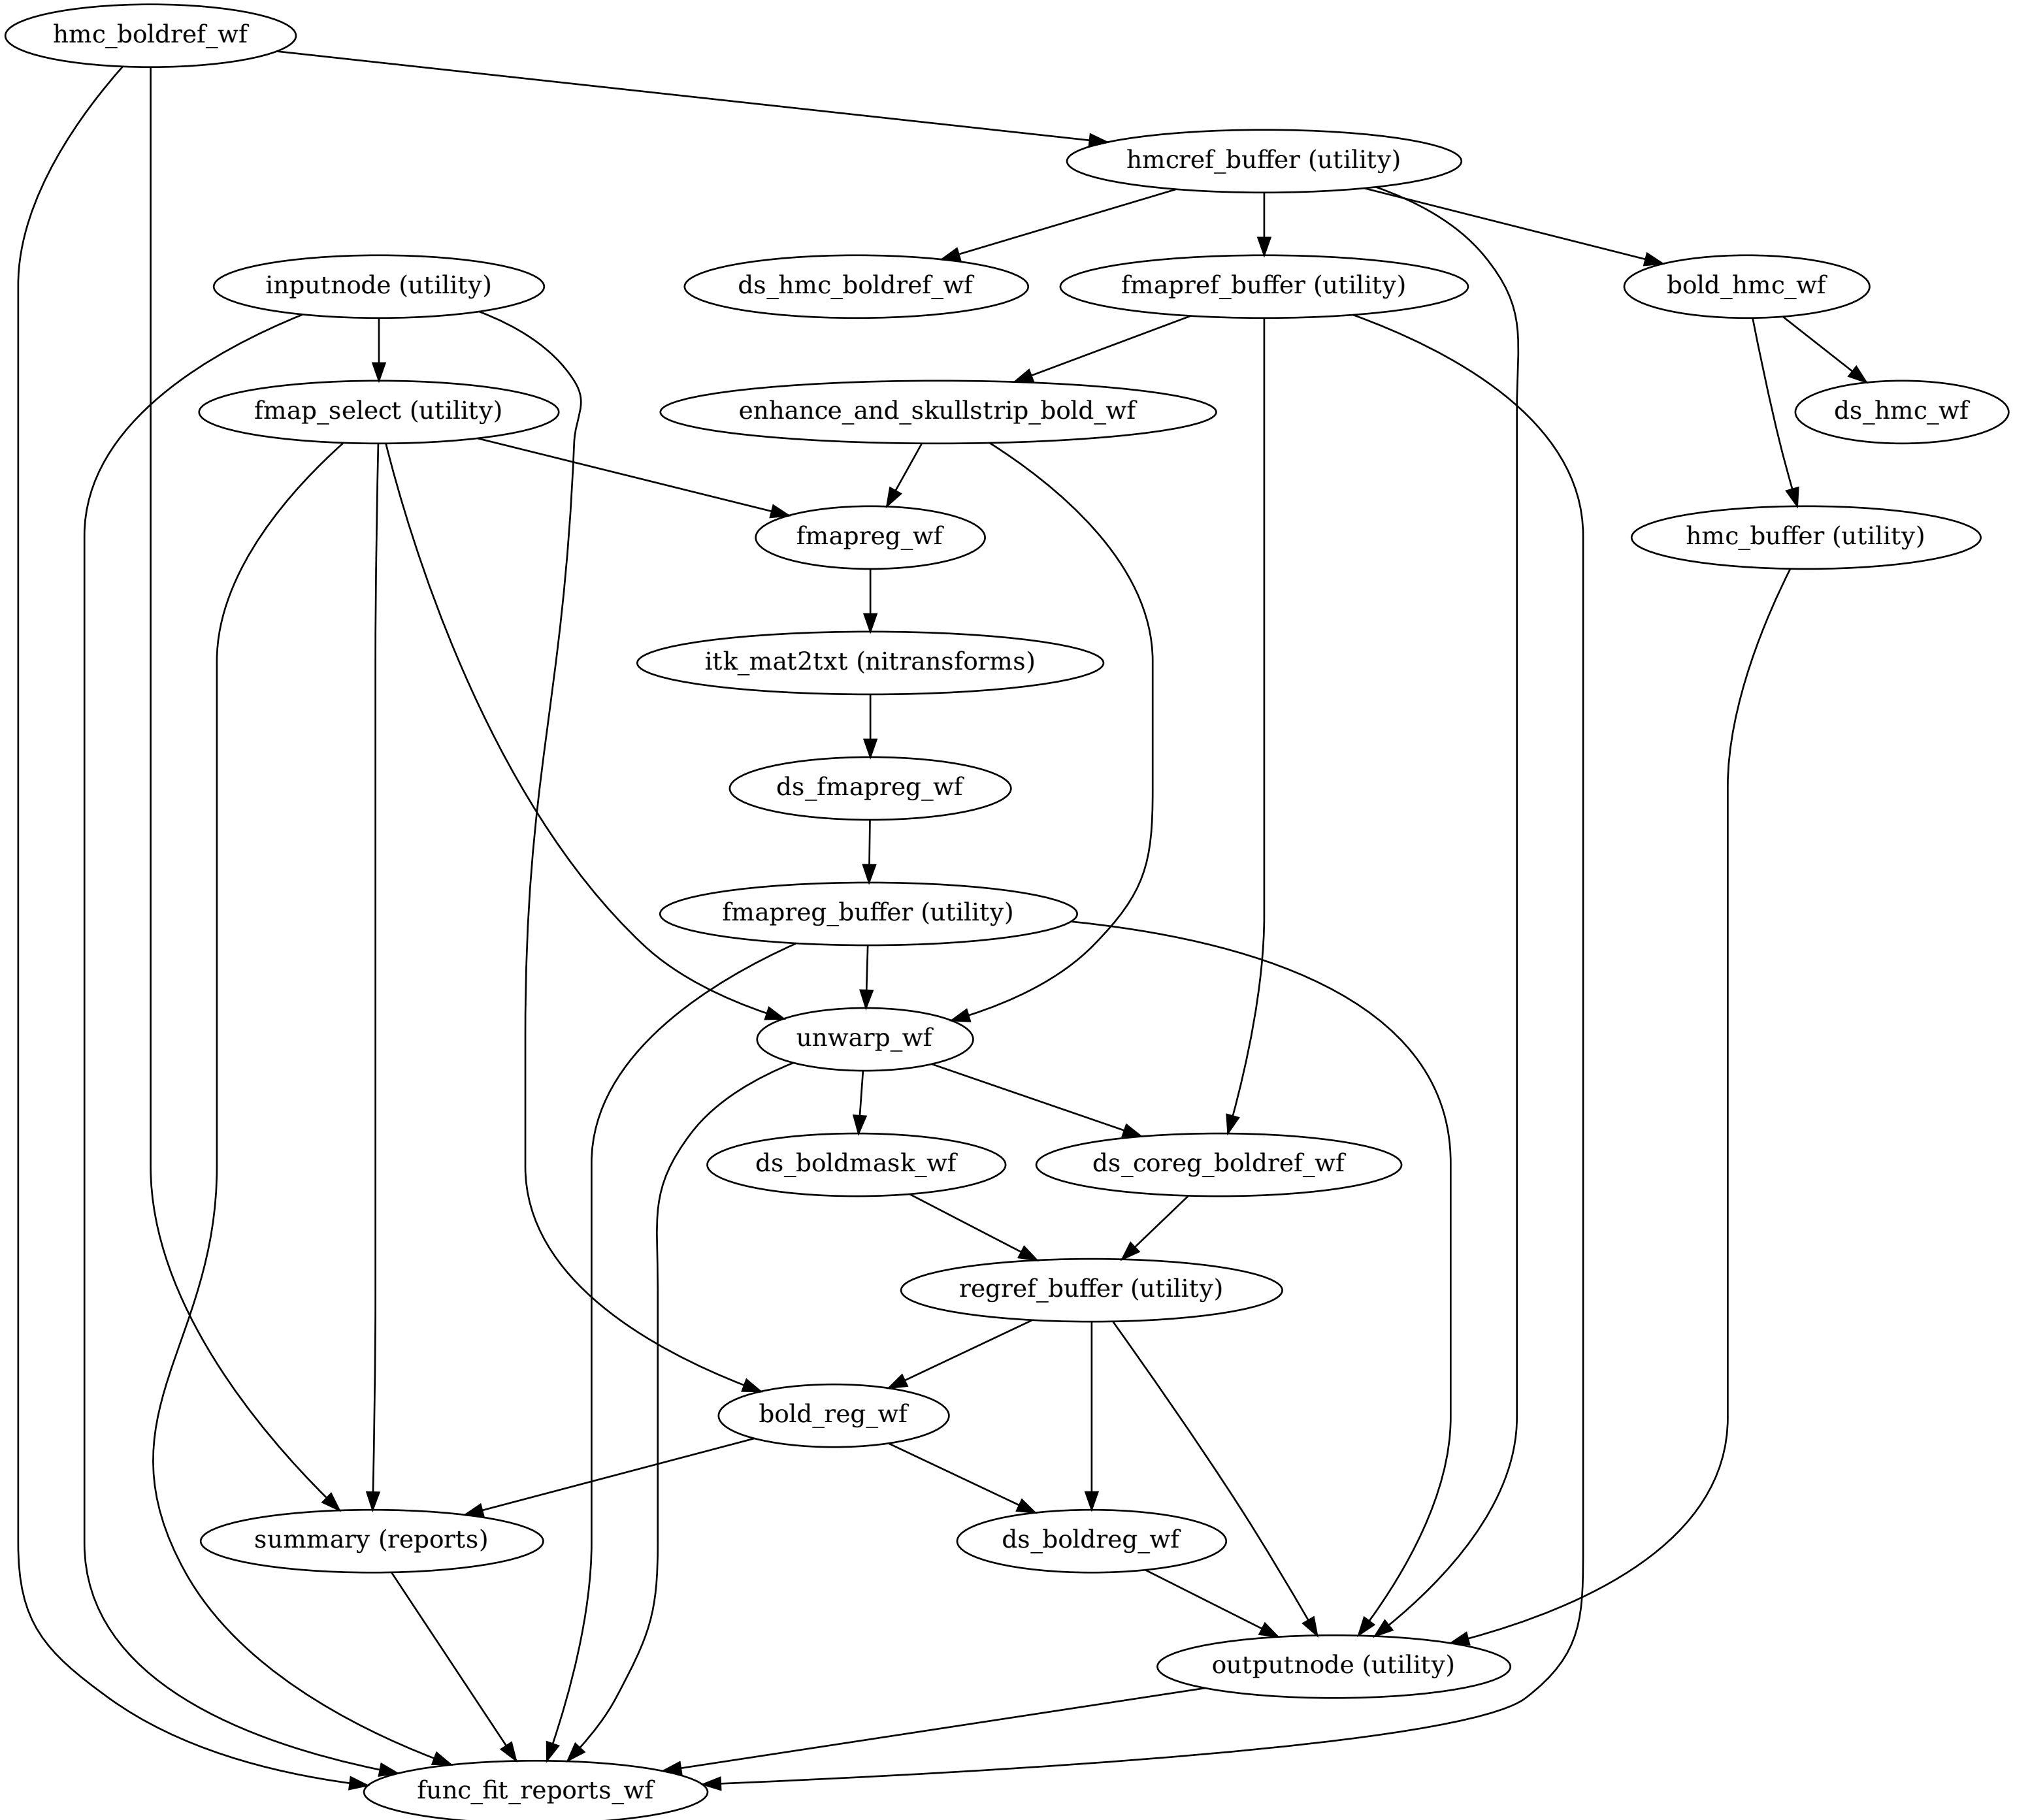 hmc_boldref_wf
hmcref_buffer (utility)
inputnode (utility)
ds_hmc_boldref_wf
fmapref_buffer (utility)
bold_hmc_wf
fmap_select (utility)
enhance_and_skullstrip_bold_wf
ds_hmc_wf
fmapreg_wf
hmc_buffer (utility)
itk_mat2txt (nitransforms)
ds_fmapreg_wf
fmapreg_buffer (utility)
unwarp_wf
ds_boldmask_wf
ds_coreg_boldref_wf
regref_buffer (utility)
bold_reg_wf
summary (reports)
ds_boldreg_wf
outputnode (utility)
func_fit_reports_wf